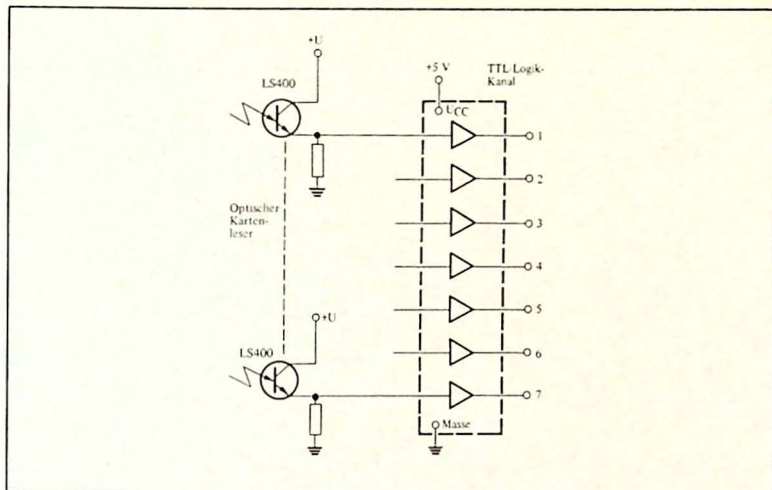 +U
LS400
+5 V
TTL-Logik-
Kanal
UCC
1
2
3
4
5
6
7
Optischer
Karten-
leser
+U
LS400
Masse